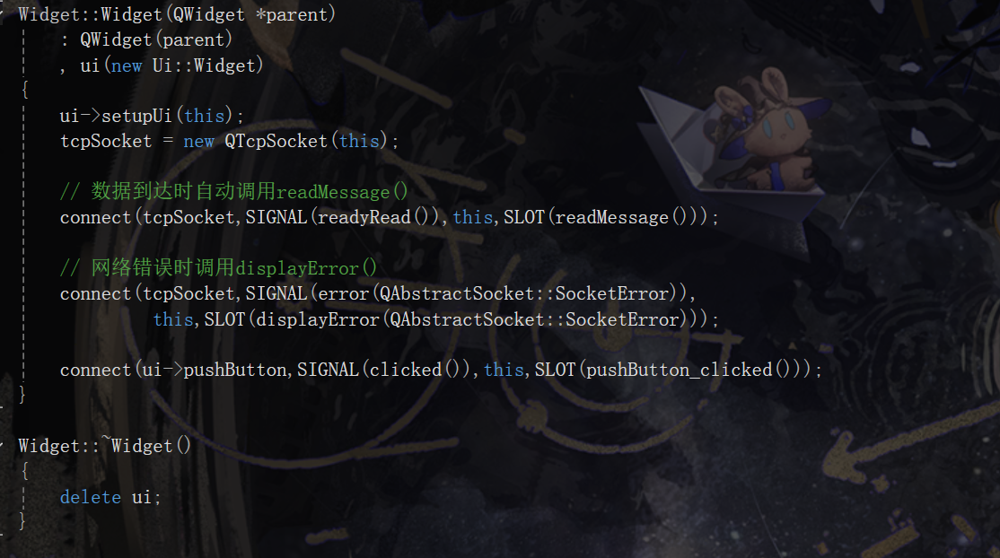 Widget::Widget(QWidget *parent)
    : QWidget(parent)
    , ui(new Ui::Widget)
{
    ui->setupUi(this);
    tcpSocket = new QTcpSocket(this);

    // 数据到达时自动调用readMessage()
    connect(tcpSocket,SIGNAL(readyRead()),this,SLOT(readMessage()));

    // 网络错误时调用displayError()
    connect(tcpSocket,SIGNAL(error(QAbstractSocket::SocketError)),
             this,SLOT(displayError(QAbstractSocket::SocketError)));

    connect(ui->pushButton,SIGNAL(clicked()),this,SLOT(pushButton_clicked()));
}

Widget::~Widget()
{
    delete ui;
}